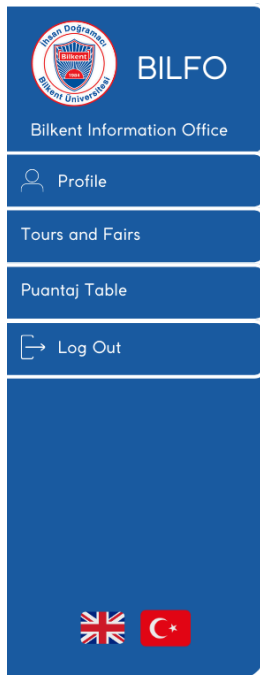 İhsan Doğramacı
Bilkent
1984
Bilkent Üniversitesi
BILFO
Bilkent Information Office
Profile
Tours and Fairs
Puantaj Table
Log Out